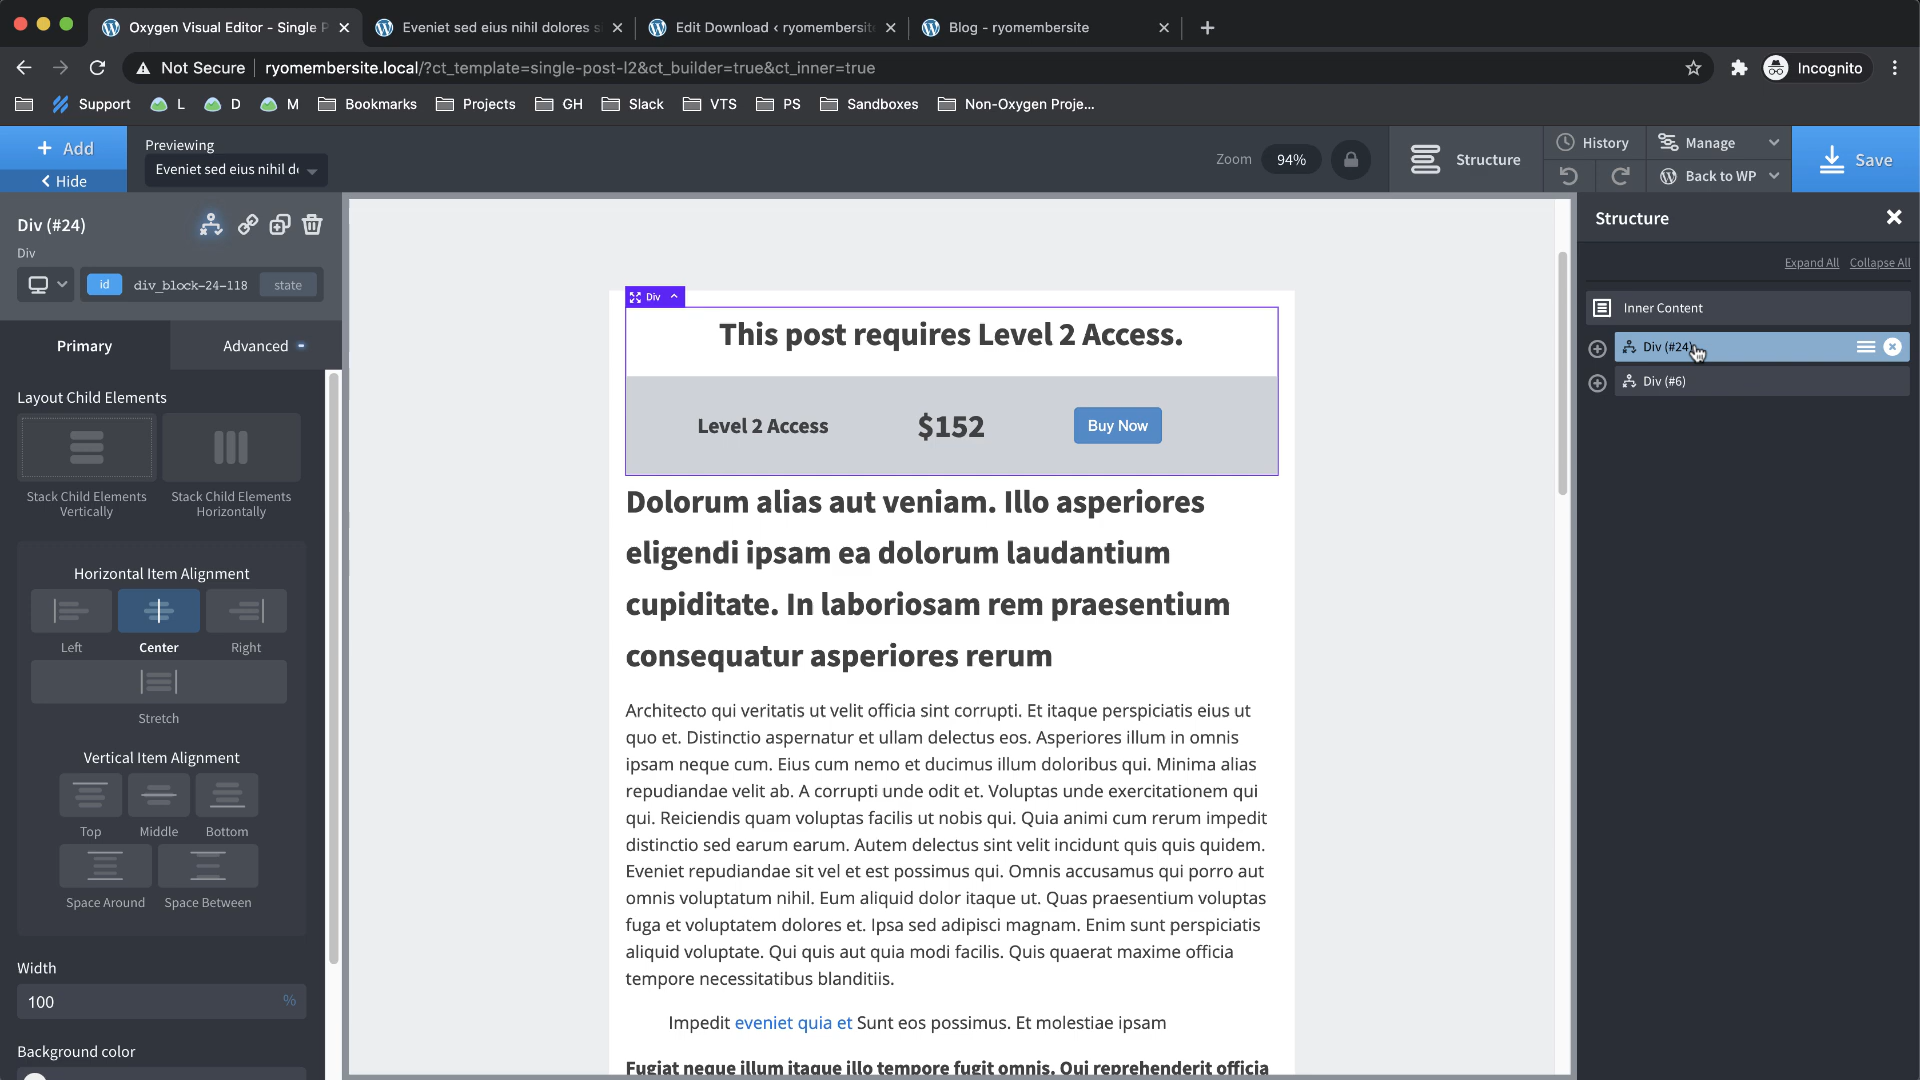 Oxygen Visual Editor - Single P
Eveniet sed eius nihil dolores s
Edit Download ‹ ryomembersite
Blog - ryomembersite
Not Secure
ryomembersite.local/?ct_template=single-post-l2&ct_builder=true&ct_inner=true
Incognito
Support
L
D
M
Bookmarks
Projects
GH
Slack
VTS
PS
Sandboxes
Non-Oxygen Proje...
+ Add
Hide
Previewing
Eveniet sed eius nihil do
Zoom
94%
Structure
History
Manage
Back to WP
Save
Div (#24)
Div
id
div_block-24-118
state
Primary
Advanced
Layout Child Elements
Stack Child Elements
Vertically
Stack Child Elements
Horizontally
Horizontal Item Alignment
Left
Center
Right
Stretch
Vertical Item Alignment
Top
Middle
Bottom
Space Around
Space Between
Width
100
%
Background color
Div
This post requires Level 2 Access.
Level 2 Access
$152
Buy Now
Dolorum alias aut veniam. Illo asperiores
eligendi ipsam ea dolorum laudantium
cupiditate. In laboriosam rem praesentium
consequatur asperiores rerum
Architecto qui veritatis ut velit officia sint corrupti. Et itaque perspiciatis eius ut
quo et. Distinctio aspernatur et ullam delectus eos. Asperiores illum in omnis
ipsam neque cum. Eius cum nemo et ducimus illum doloribus qui. Minima alias
repudiandae velit ab. A corrupti unde odit et. Voluptas unde exercitationem qui
qui. Reiciendis quam voluptas facilis ut nobis qui. Quia animi cum rerum impedit
distinctio sed earum earum. Autem delectus sint velit incidunt quis quis quidem.
Eveniet repudiandae sit vel et est possimus qui. Omnis accusamus qui porro aut
omnis voluptatum nihil. Eum aliquid dolor itaque ut. Quas praesentium voluptas
fuga et voluptatem dolores et. Ipsa sed adipisci magnam. Enim sunt perspiciatis
aliquid voluptate. Qui quis aut quia modi facilis. Quis quaerat maxime officia
tempore necessitatibus blanditiis.
Impedit eveniet quia et Sunt eos possimus. Et molestiae ipsam
Fugiat neque illum itaque illo tempore fugit omnis. Qui reprehenderit officia
Structure
Expand All
Collapse All
Inner Content
Div (#24)
Div (#6)